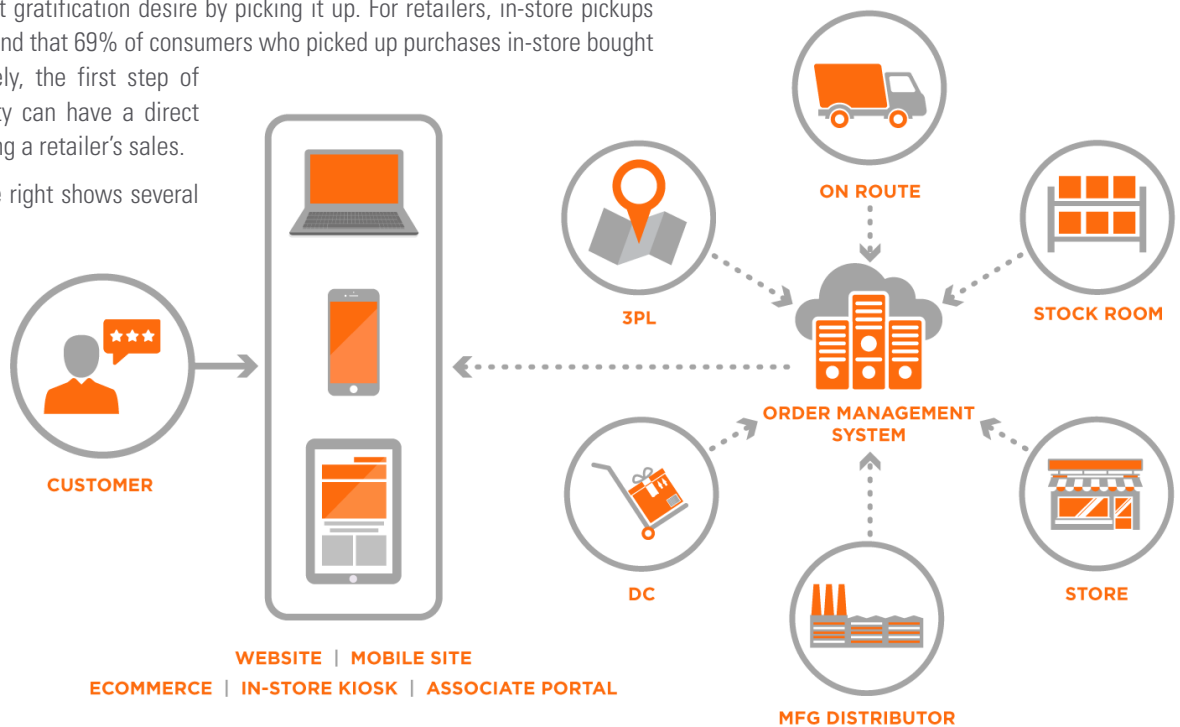 t gratification desire by picking it up. For retailers, in-store pickups
nd that 69% of consumers who picked up purchases in-store bought
ely, the first step of
ty can have a direct
ng a retailer's sales.
e right shows several
ON ROUTE
3PL
STOCK ROOM
ORDER MANAGEMENT
SYSTEM
CUSTOMER
DC
STORE
WEBSITE | MOBILE SITE
ECOMMERCE | IN-STORE KIOSK | ASSOCIATE PORTAL
MFG DISTRIBUTOR